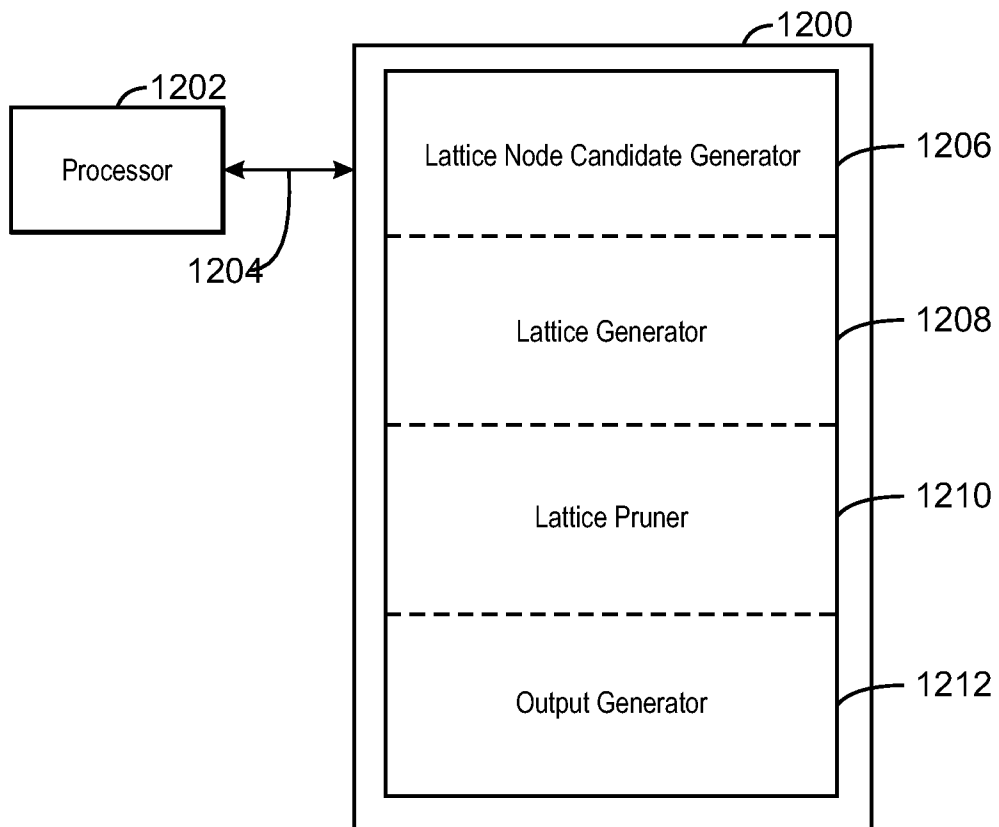 1200
1202
Processor
1204
Lattice Node Candidate Generator
1206
Lattice Generator
1208
Lattice Pruner
1210
Output Generator
1212